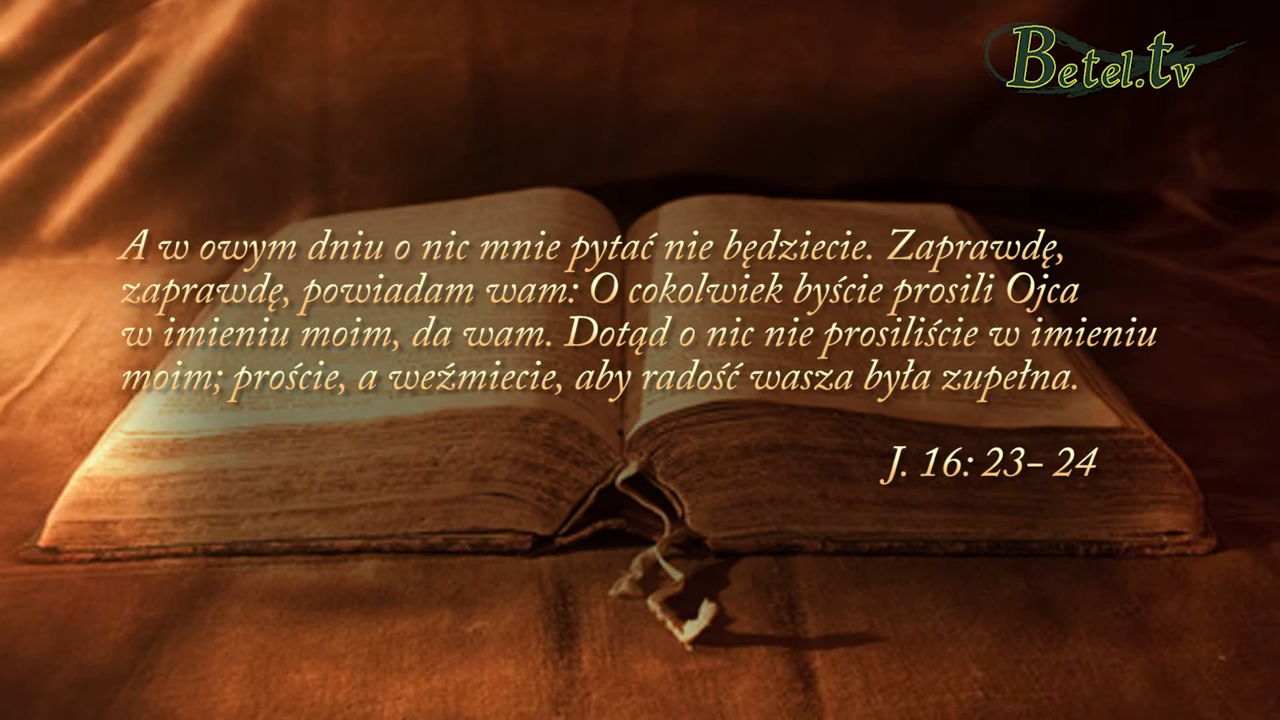 Betel.tv
A w owym dniu o nic mnie pytać nie będziecie. Zaprawdę,
zaprawdę, powiadam wam: O cokolwiek byście prosili Ojca
w imieniu moim, da wam. Dotąd o nic nie prosiliście w imieniu
moim; proście, a weźmiecie, aby radość wasza była zupełna.
J. 16: 23– 24